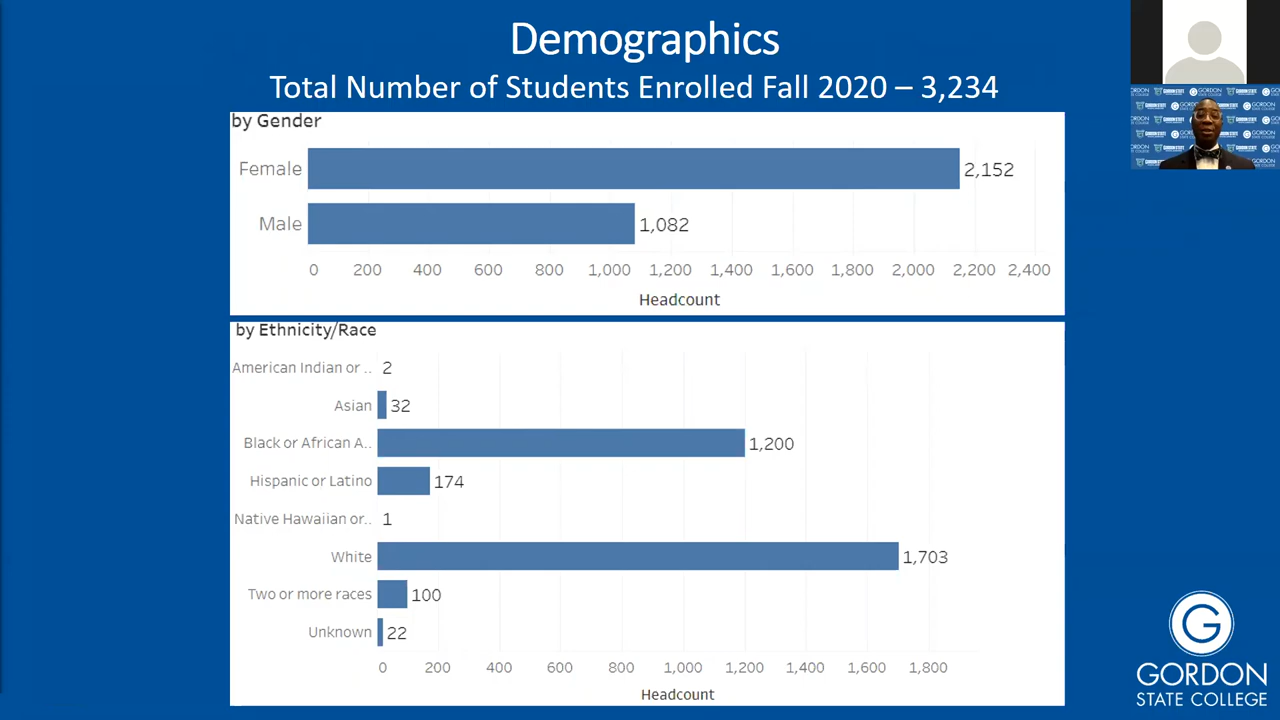 Demographics
Total Number of Students Enrolled Fall 2020 – 3,234
by Gender
Female 2,152
Male 1,082
0 200 400 600 800 1,000 1,200 1,400 1,600 1,800 2,000 2,200 2,400
Headcount
by Ethnicity/Race
American Indian or .. 2
Asian 32
Black or African A.. 1,200
Hispanic or Latino 174
Native Hawaiian or.. 1
White 1,703
Two or more races 100
Unknown 22
0 200 400 600 800 1,000 1,200 1,400 1,600 1,800
Headcount
G
GORDON
STATE COLLEGE